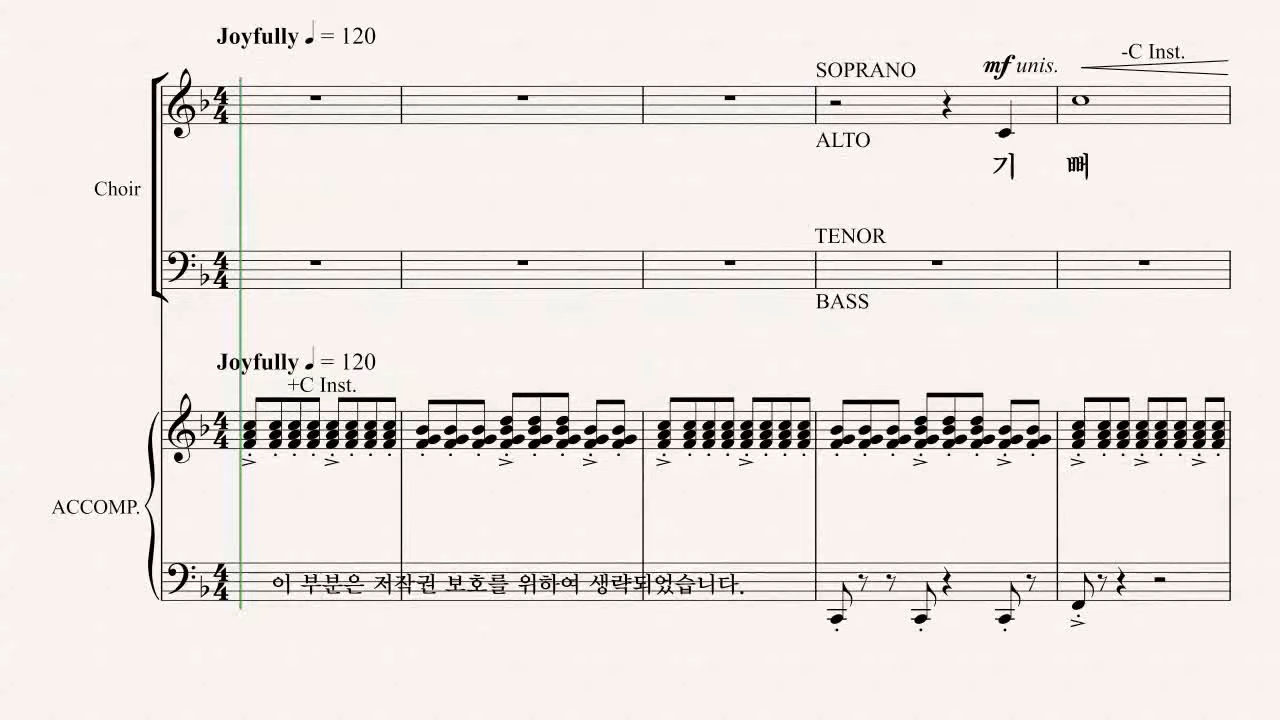 Joyfully ♩ = 120
SOPRANO
mf unis.
-C Inst.
ALTO
기 뻐
Choir
TENOR
BASS
Joyfully ♩ = 120
+C Inst.
ACCOMP.
이 부분은 저작권 보호를 위하여 생략되었습니다.